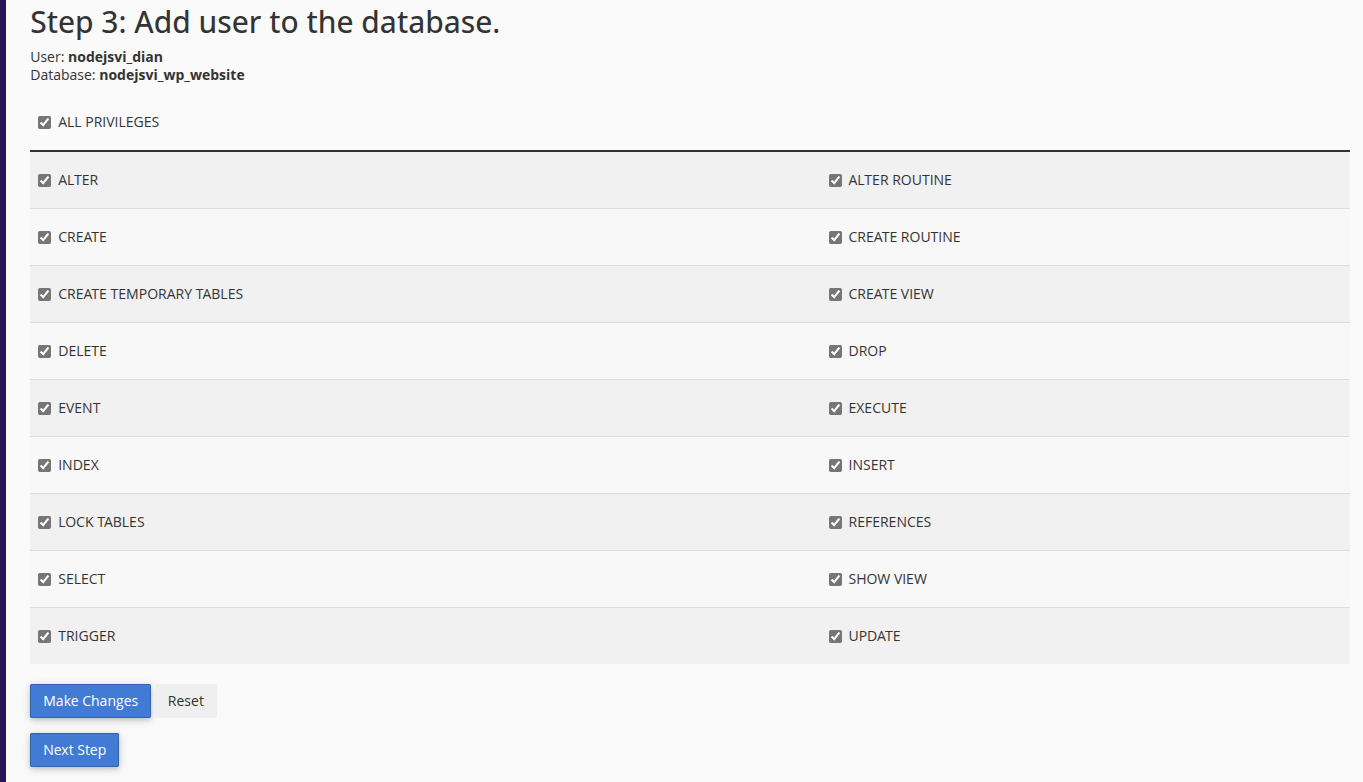 Step 3: Add user to the database.
User: nodejsvi_dian
Database: nodejsvi_wp_website
ALL PRIVILEGES
ALTER
ALTER ROUTINE
CREATE
CREATE ROUTINE
CREATE TEMPORARY TABLES
CREATE VIEW
DELETE
DROP
EVENT
EXECUTE
INDEX
INSERT
LOCK TABLES
REFERENCES
SELECT
SHOW VIEW
TRIGGER
UPDATE
Make Changes
Reset
Next Step